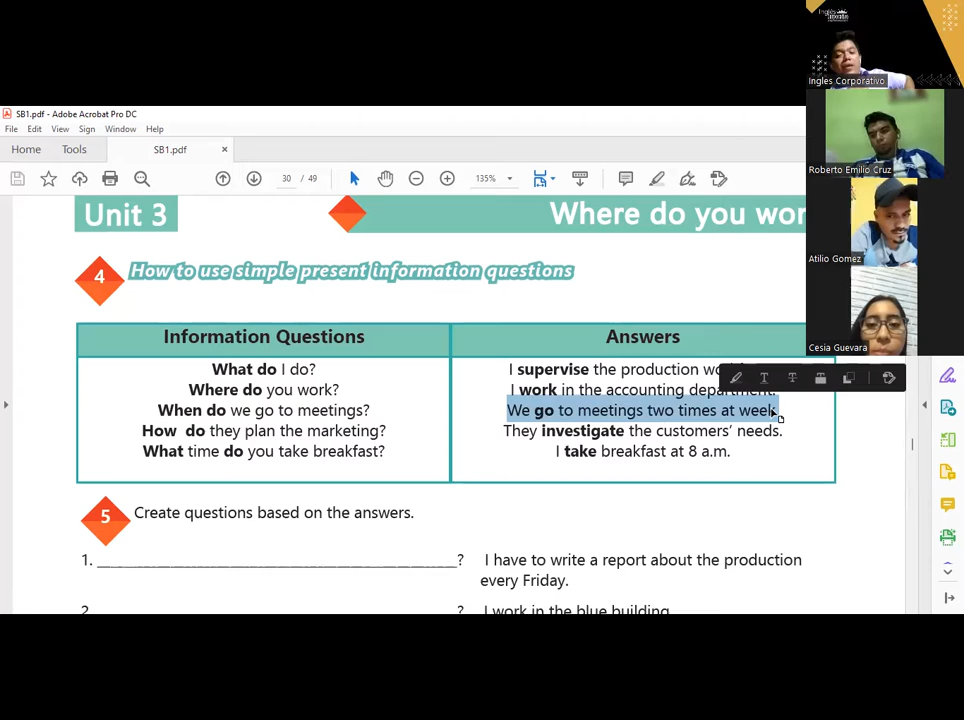 Inglés
Corporativo
Ingles Corporativo
SB1.pdf - Adobe Acrobat Pro DC
File Edit View Sign Window Help
Home Tools SB1.pdf ×
30 / 49 135%
Roberto Emilio Cruz
Unit 3 Where do you wor
Atilio Gomez
4 How to use simple present information questions
Cesia Guevara
Information Questions Answers
What do I do? I supervise the production wo
Where do you work? I work in the accounting department.
When do we go to meetings? We go to meetings two times at week.
How do they plan the marketing? They investigate the customers' needs.
What time do you take breakfast? I take breakfast at 8 a.m.
5 Create questions based on the answers.
1. ? I have to write a report about the production
every Friday.
2 ? I work in the blue building